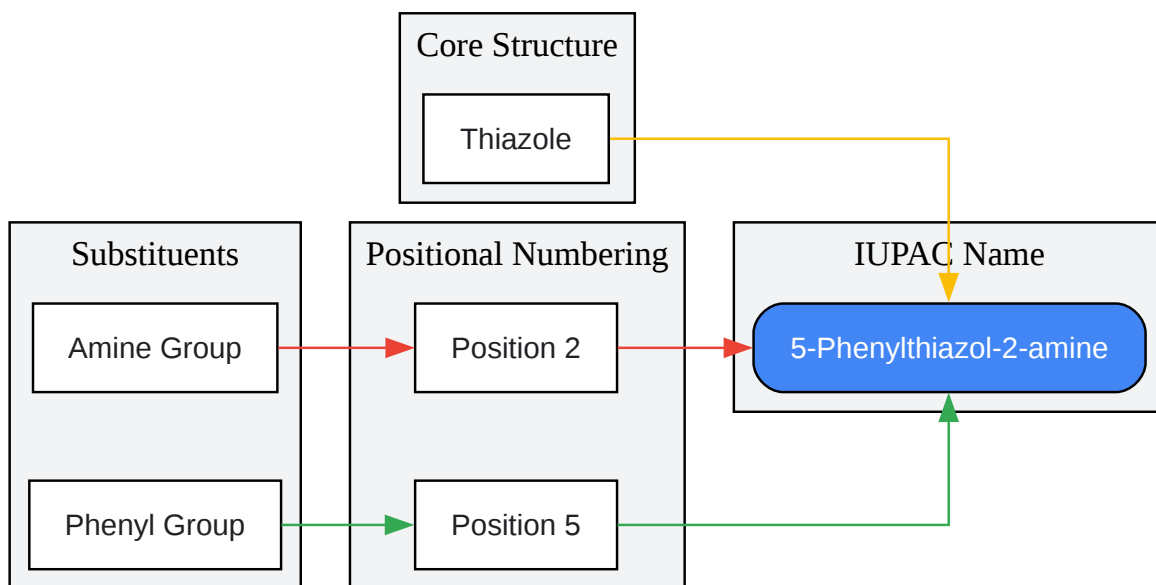 Core Structure
Thiazole
Substituents
Amine Group
Phenyl Group
Positional Numbering
Position 2
Position 5
IUPAC Name
5-Phenylthiazol-2-amine